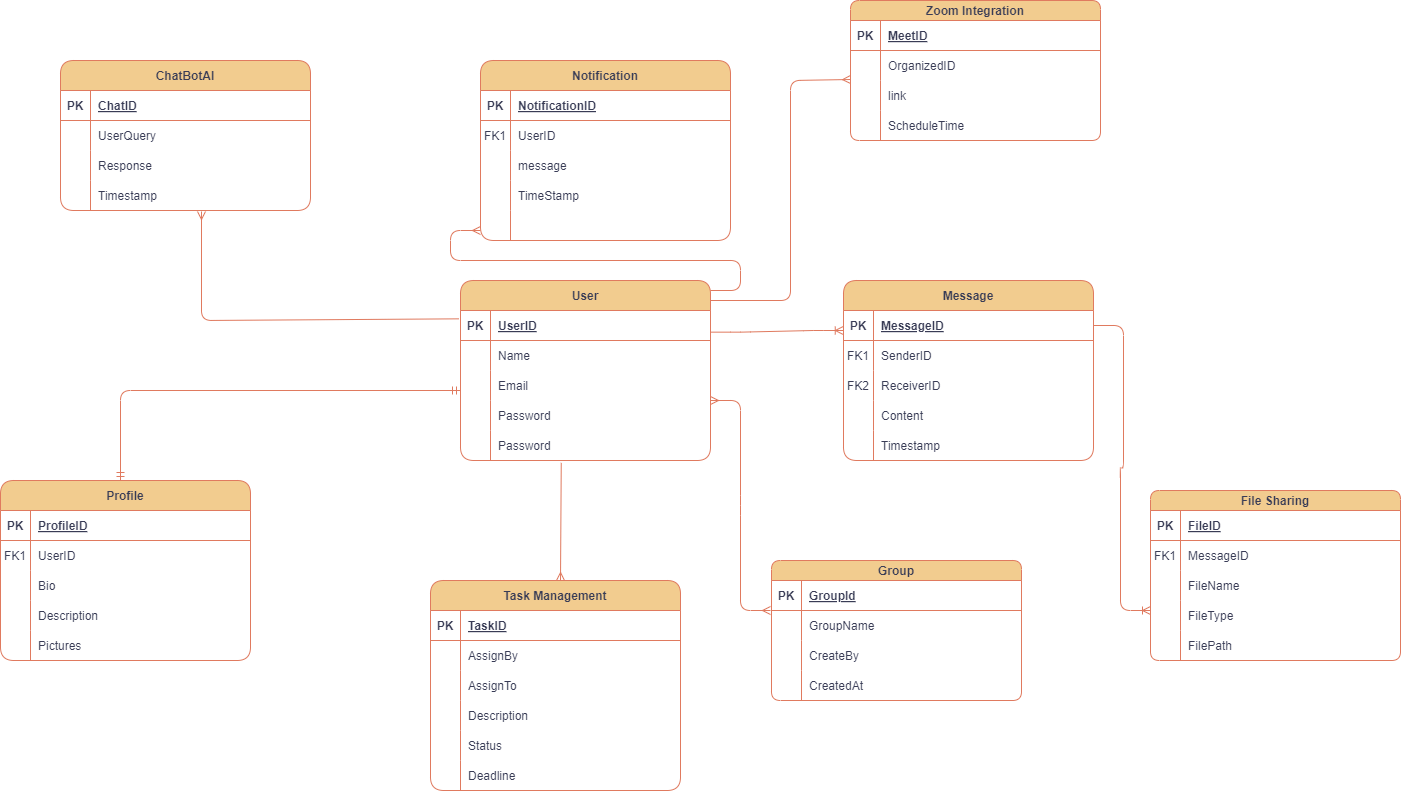 Zoom Integration
PK MeetID
OrganizedID
link
ScheduleTime
ChatBotAI
PK ChatID
UserQuery
Response
Timestamp
Notification
PK NotificationID
FK1 UserID
message
TimeStamp
User
PK UserID
Name
Email
Password
Password
Message
PK MessageID
FK1 SenderID
FK2 ReceiverID
Content
Timestamp
Profile
PK ProfileID
FK1 UserID
Bio
Description
Pictures
Task Management
PK TaskID
AssignBy
AssignTo
Description
Status
Deadline
Group
PK GroupId
GroupName
CreateBy
CreatedAt
File Sharing
PK FileID
FK1 MessageID
FileName
FileType
FilePath